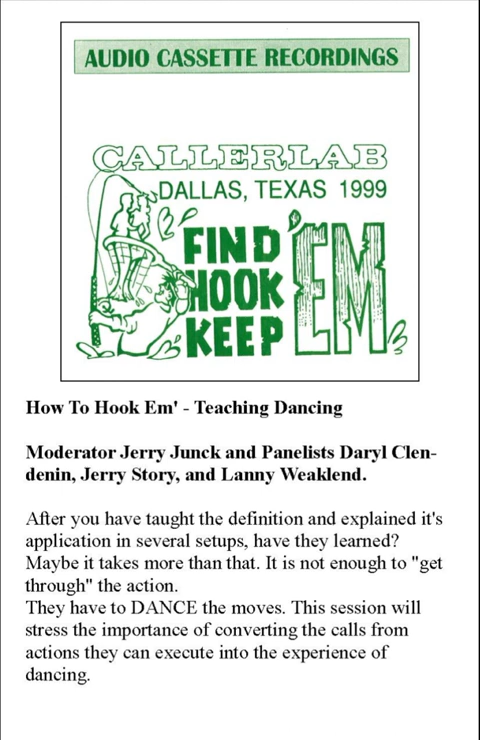 AUDIO CASSETTE RECORDINGS
CALLERLAB
DALLAS, TEXAS 1999
FIND
HOOK
KEEP
'EM
How To Hook Em' - Teaching Dancing
Moderator Jerry Junck and Panelists Daryl Clen-
denin, Jerry Story, and Lanny Weaklend.
After you have taught the definition and explained it's
application in several setups, have they learned?
Maybe it takes more than that. It is not enough to "get
through" the action.
They have to DANCE the moves. This session will
stress the importance of converting the calls from
actions they can execute into the experience of
dancing.